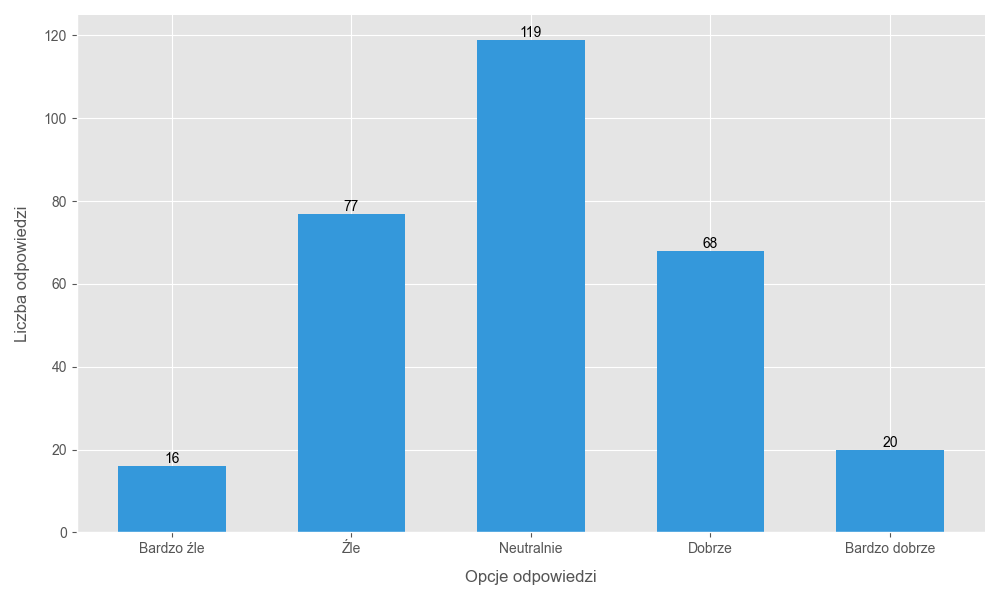 Liczba odpowiedzi
120
100
80
60
40
20
0
16
77
119
68
20
Bardzo źle
Źle
Neutralnie
Dobrze
Bardzo dobrze
Opcje odpowiedzi